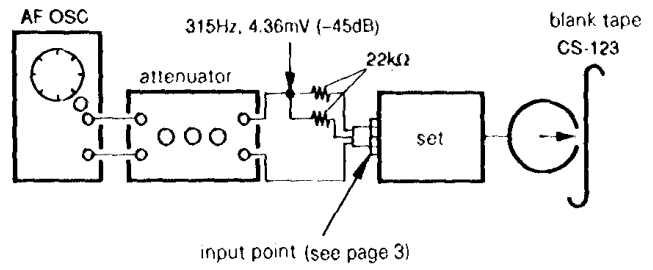 AF OSC
315Hz, 4.36mV (−45dB)
blank tape
CS-123
attenuator
22kΩ
set
input point (see page 3)